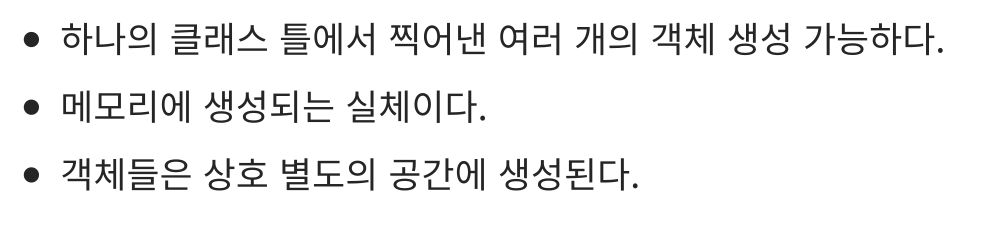 ● 하나의 클래스 틀에서 찍어낸 여러 개의 객체 생성 가능하다.
● 메모리에 생성되는 실체이다.
● 객체들은 상호 별도의 공간에 생성된다.